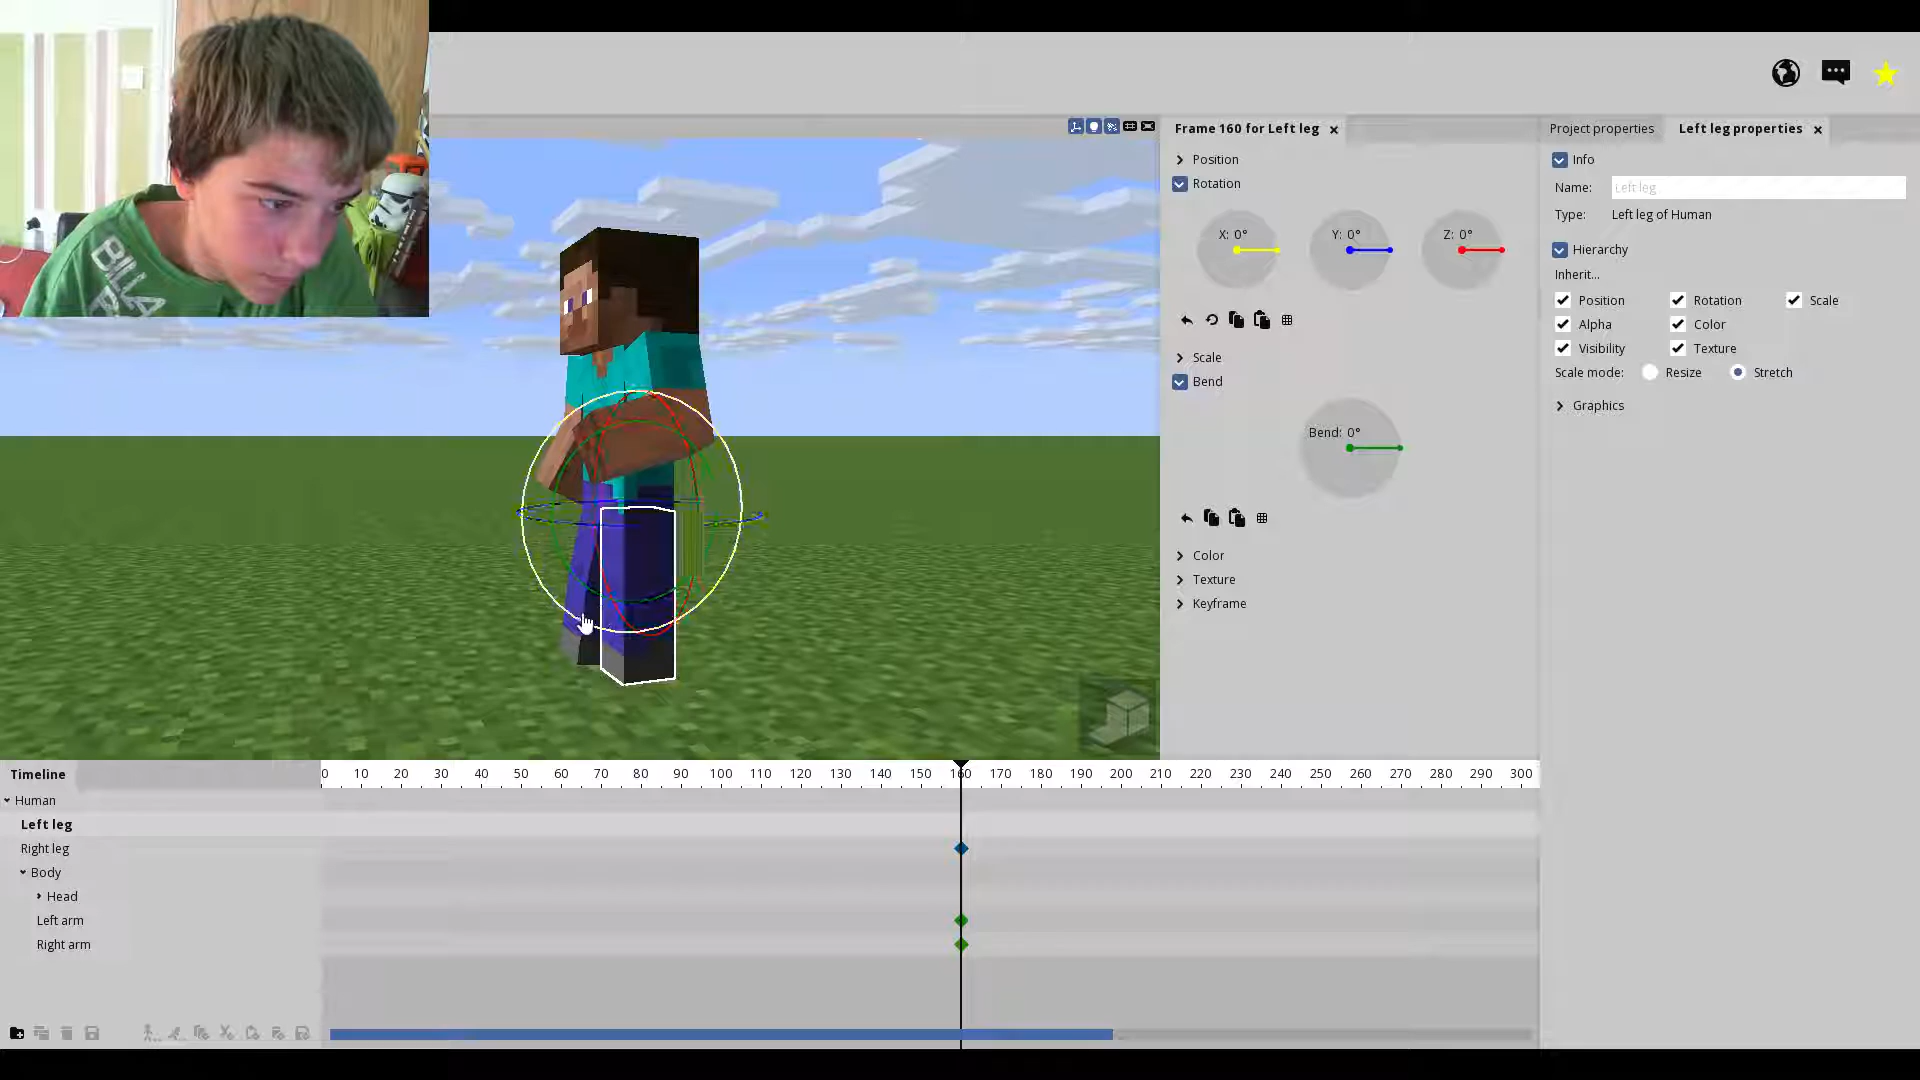 BILLA
Frame 160 for Left leg
Position
Rotation
X: 0°
Y: 0°
Z: 0°
Scale
Bend
Bend: 0°
Color
Texture
Keyframe
Project properties
Left leg properties
Info
Name: Left leg
Type: Left leg of Human
Hierarchy
Inherit...
Position Rotation Scale
Alpha Color
Visibility Texture
Scale mode: Resize Stretch
Graphics
Timeline
0 10 20 30 40 50 60 70 80 90 100 110 120 130 140 150 160 170 180 190 200 210 220 230 240 250 260 270 280 290 300
Human
Left leg
Right leg
Body
Head
Left arm
Right arm